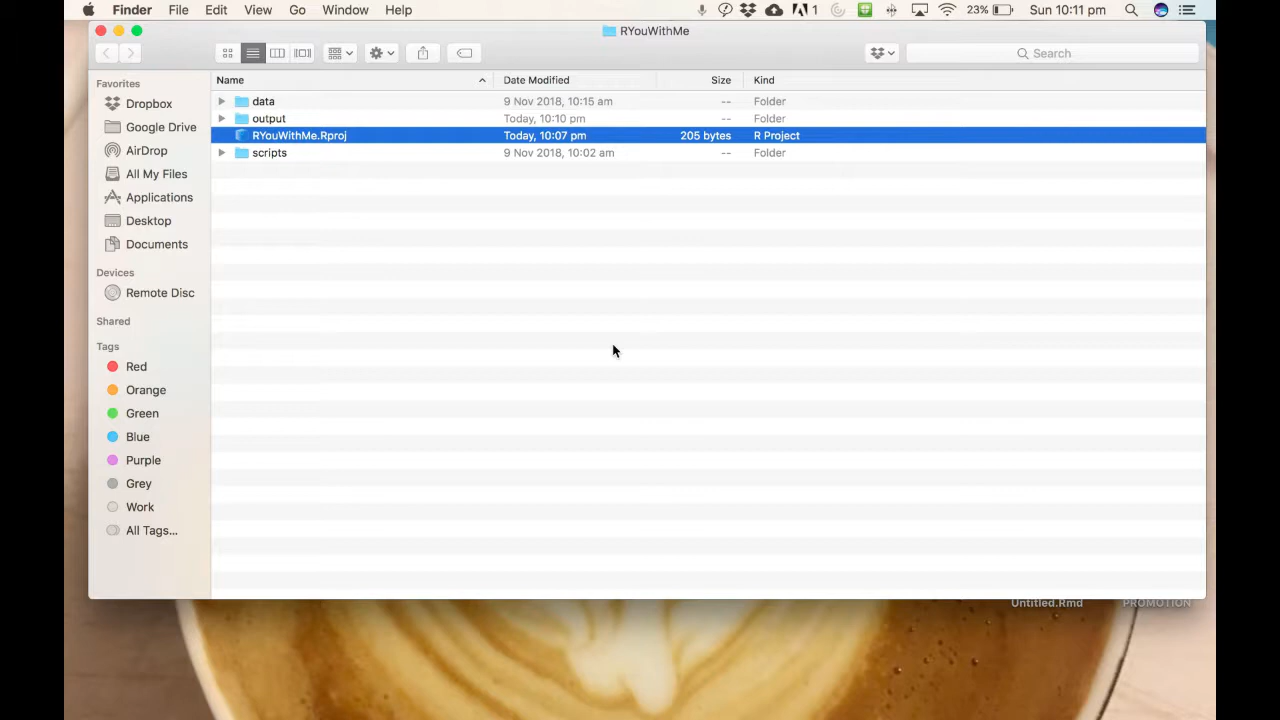 Finder File Edit View Go Window Help 1 23% Sun 10:11 pm
RYouWithMe
Search
Favorites
Dropbox
Google Drive
AirDrop
All My Files
Applications
Desktop
Documents
Devices
Remote Disc
Shared
Tags
Red
Orange
Green
Blue
Purple
Grey
Work
All Tags...
Name Date Modified Size Kind
data 9 Nov 2018, 10:15 am -- Folder
output Today, 10:10 pm -- Folder
RYouWithMe.Rproj Today, 10:07 pm 205 bytes R Project
scripts 9 Nov 2018, 10:02 am -- Folder
Untitled.Rmd PROMOTION